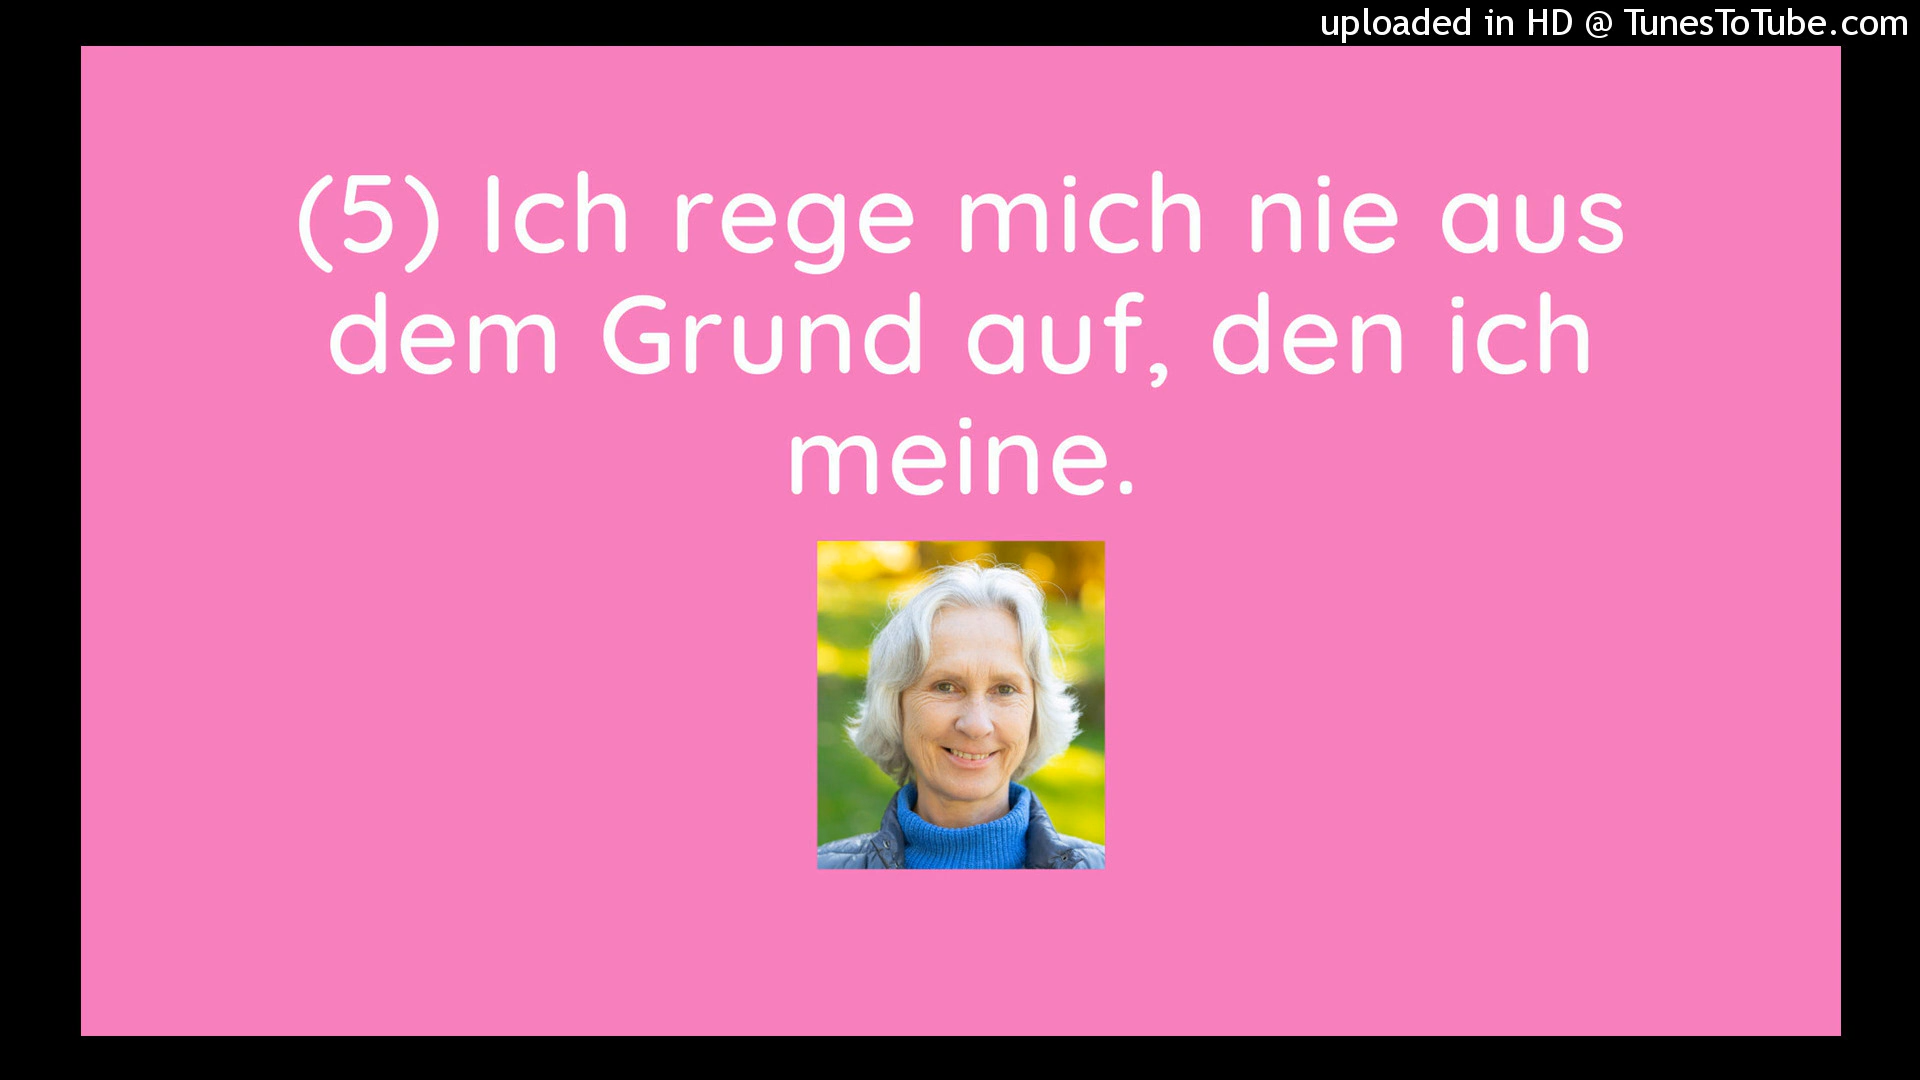 uploaded in HD @ TunesToTube.com
(5) Ich rege mich nie aus
dem Grund auf, den ich
meine.